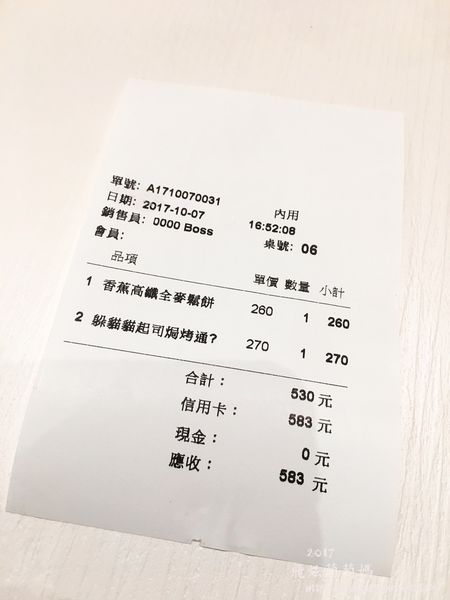 單號: A1710070031 內用
日期: 2017-10-07 16:52:08
銷售員: 0000 Boss 桌號: 06
會員:
品項 單價 數量 小計
1 香蕉高纖全麥鬆餅 260 1 260
2 躲貓貓起司焗烤通? 270 1 270
合計: 530 元
信用卡: 583 元
現金: 0 元
應收: 583 元
2017